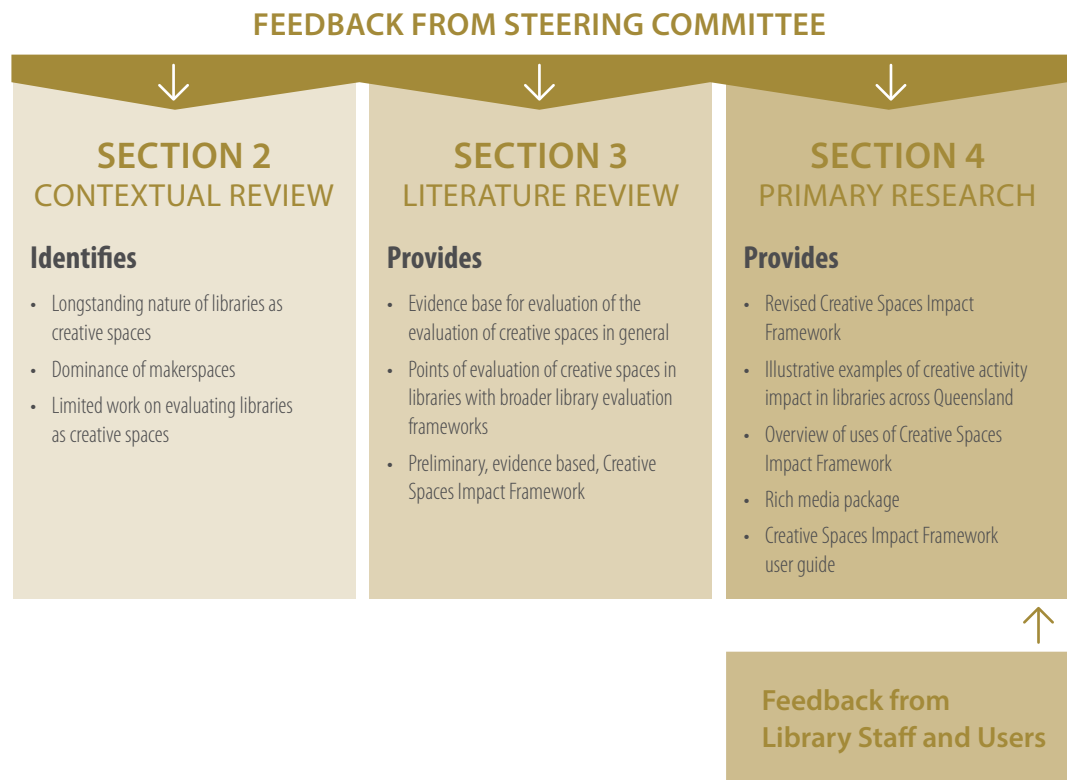 FEEDBACK FROM STEERING COMMITTEE
SECTION 2
CONTEXTUAL REVIEW
Identifies
• Longstanding nature of libraries as
creative spaces
• Dominance of makerspaces
• Limited work on evaluating libraries
as creative spaces
SECTION 3
LITERATURE REVIEW
Provides
• Evidence base for evaluation of the
evaluation of creative spaces in general
• Points of evaluation of creative spaces in
libraries with broader library evaluation
frameworks
• Preliminary, evidence based, Creative
Spaces Impact Framework
SECTION 4
PRIMARY RESEARCH
Provides
• Revised Creative Spaces Impact
Framework
• Illustrative examples of creative activity
impact in libraries across Queensland
• Overview of uses of Creative Spaces
Impact Framework
• Rich media package
• Creative Spaces Impact Framework
user guide
Feedback from
Library Staff and Users